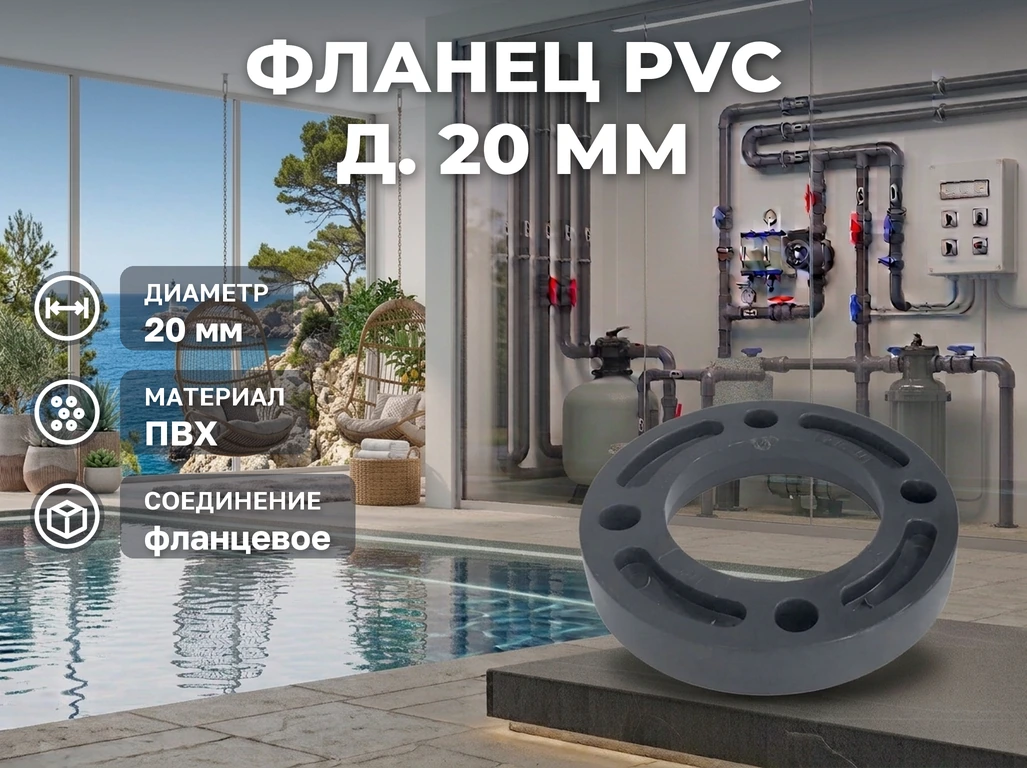 ФЛАНЕЦ PVC
Д. 20 ММ
ДИАМЕТР
20 мм
МАТЕРИАЛ
ПВХ
СОЕДИНЕНИЕ
фланцевое